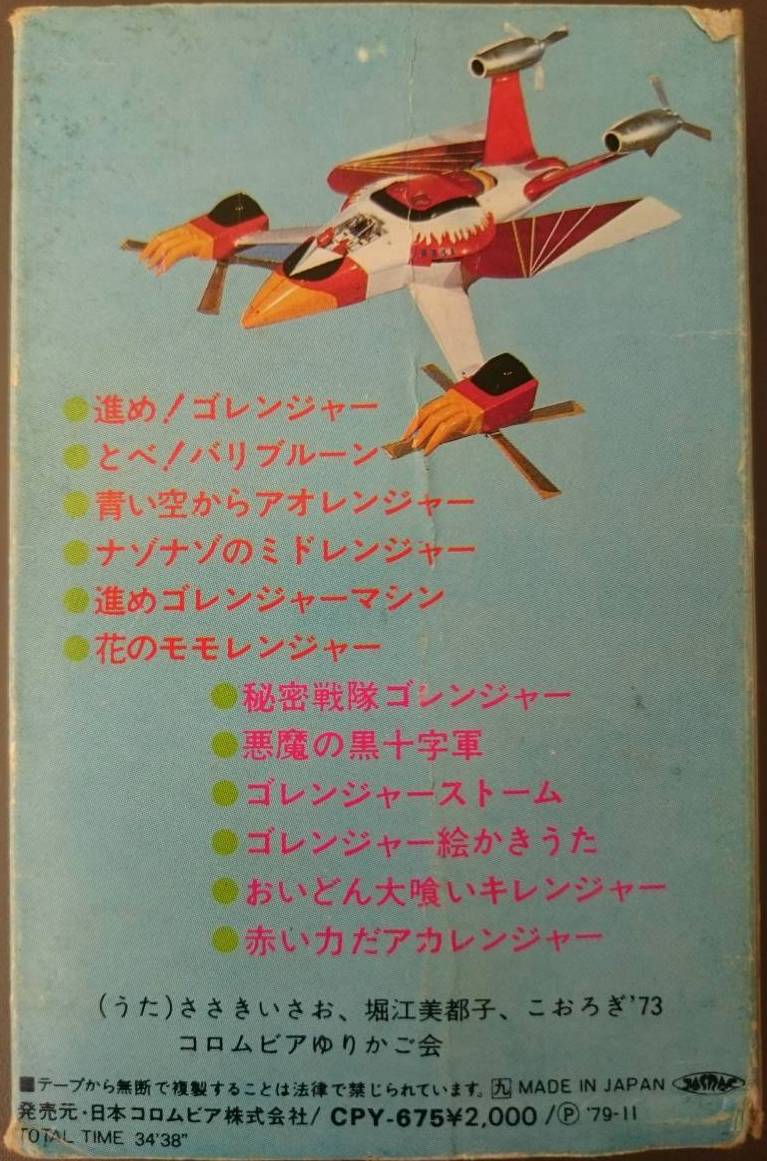 ●進め!ゴレンジャー
●とべ!バリブルーン
●青い空からアオレンジャー
●ナゾナゾのミドレンジャー
●進めゴレンジャーマシン
●花のモモレンジャー
●秘密戦隊ゴレンジャー
●悪魔の黒十字軍
●ゴレンジャーストーム
●ゴレンジャー絵かきうた
●おいどん大喰いキレンジャー
●赤い力だアカレンジャー
(うた)ささきいさお、堀江美都子、こおろぎ'73
コロムビアゆりかご会
■テープから無断で複製することは法律で禁じられています。九 MADE IN JAPAN JASRAC
発売元・日本コロムビア株式会社/ CPY-675¥2,000 /Ⓟ '79-11
TOTAL TIME 34'38"